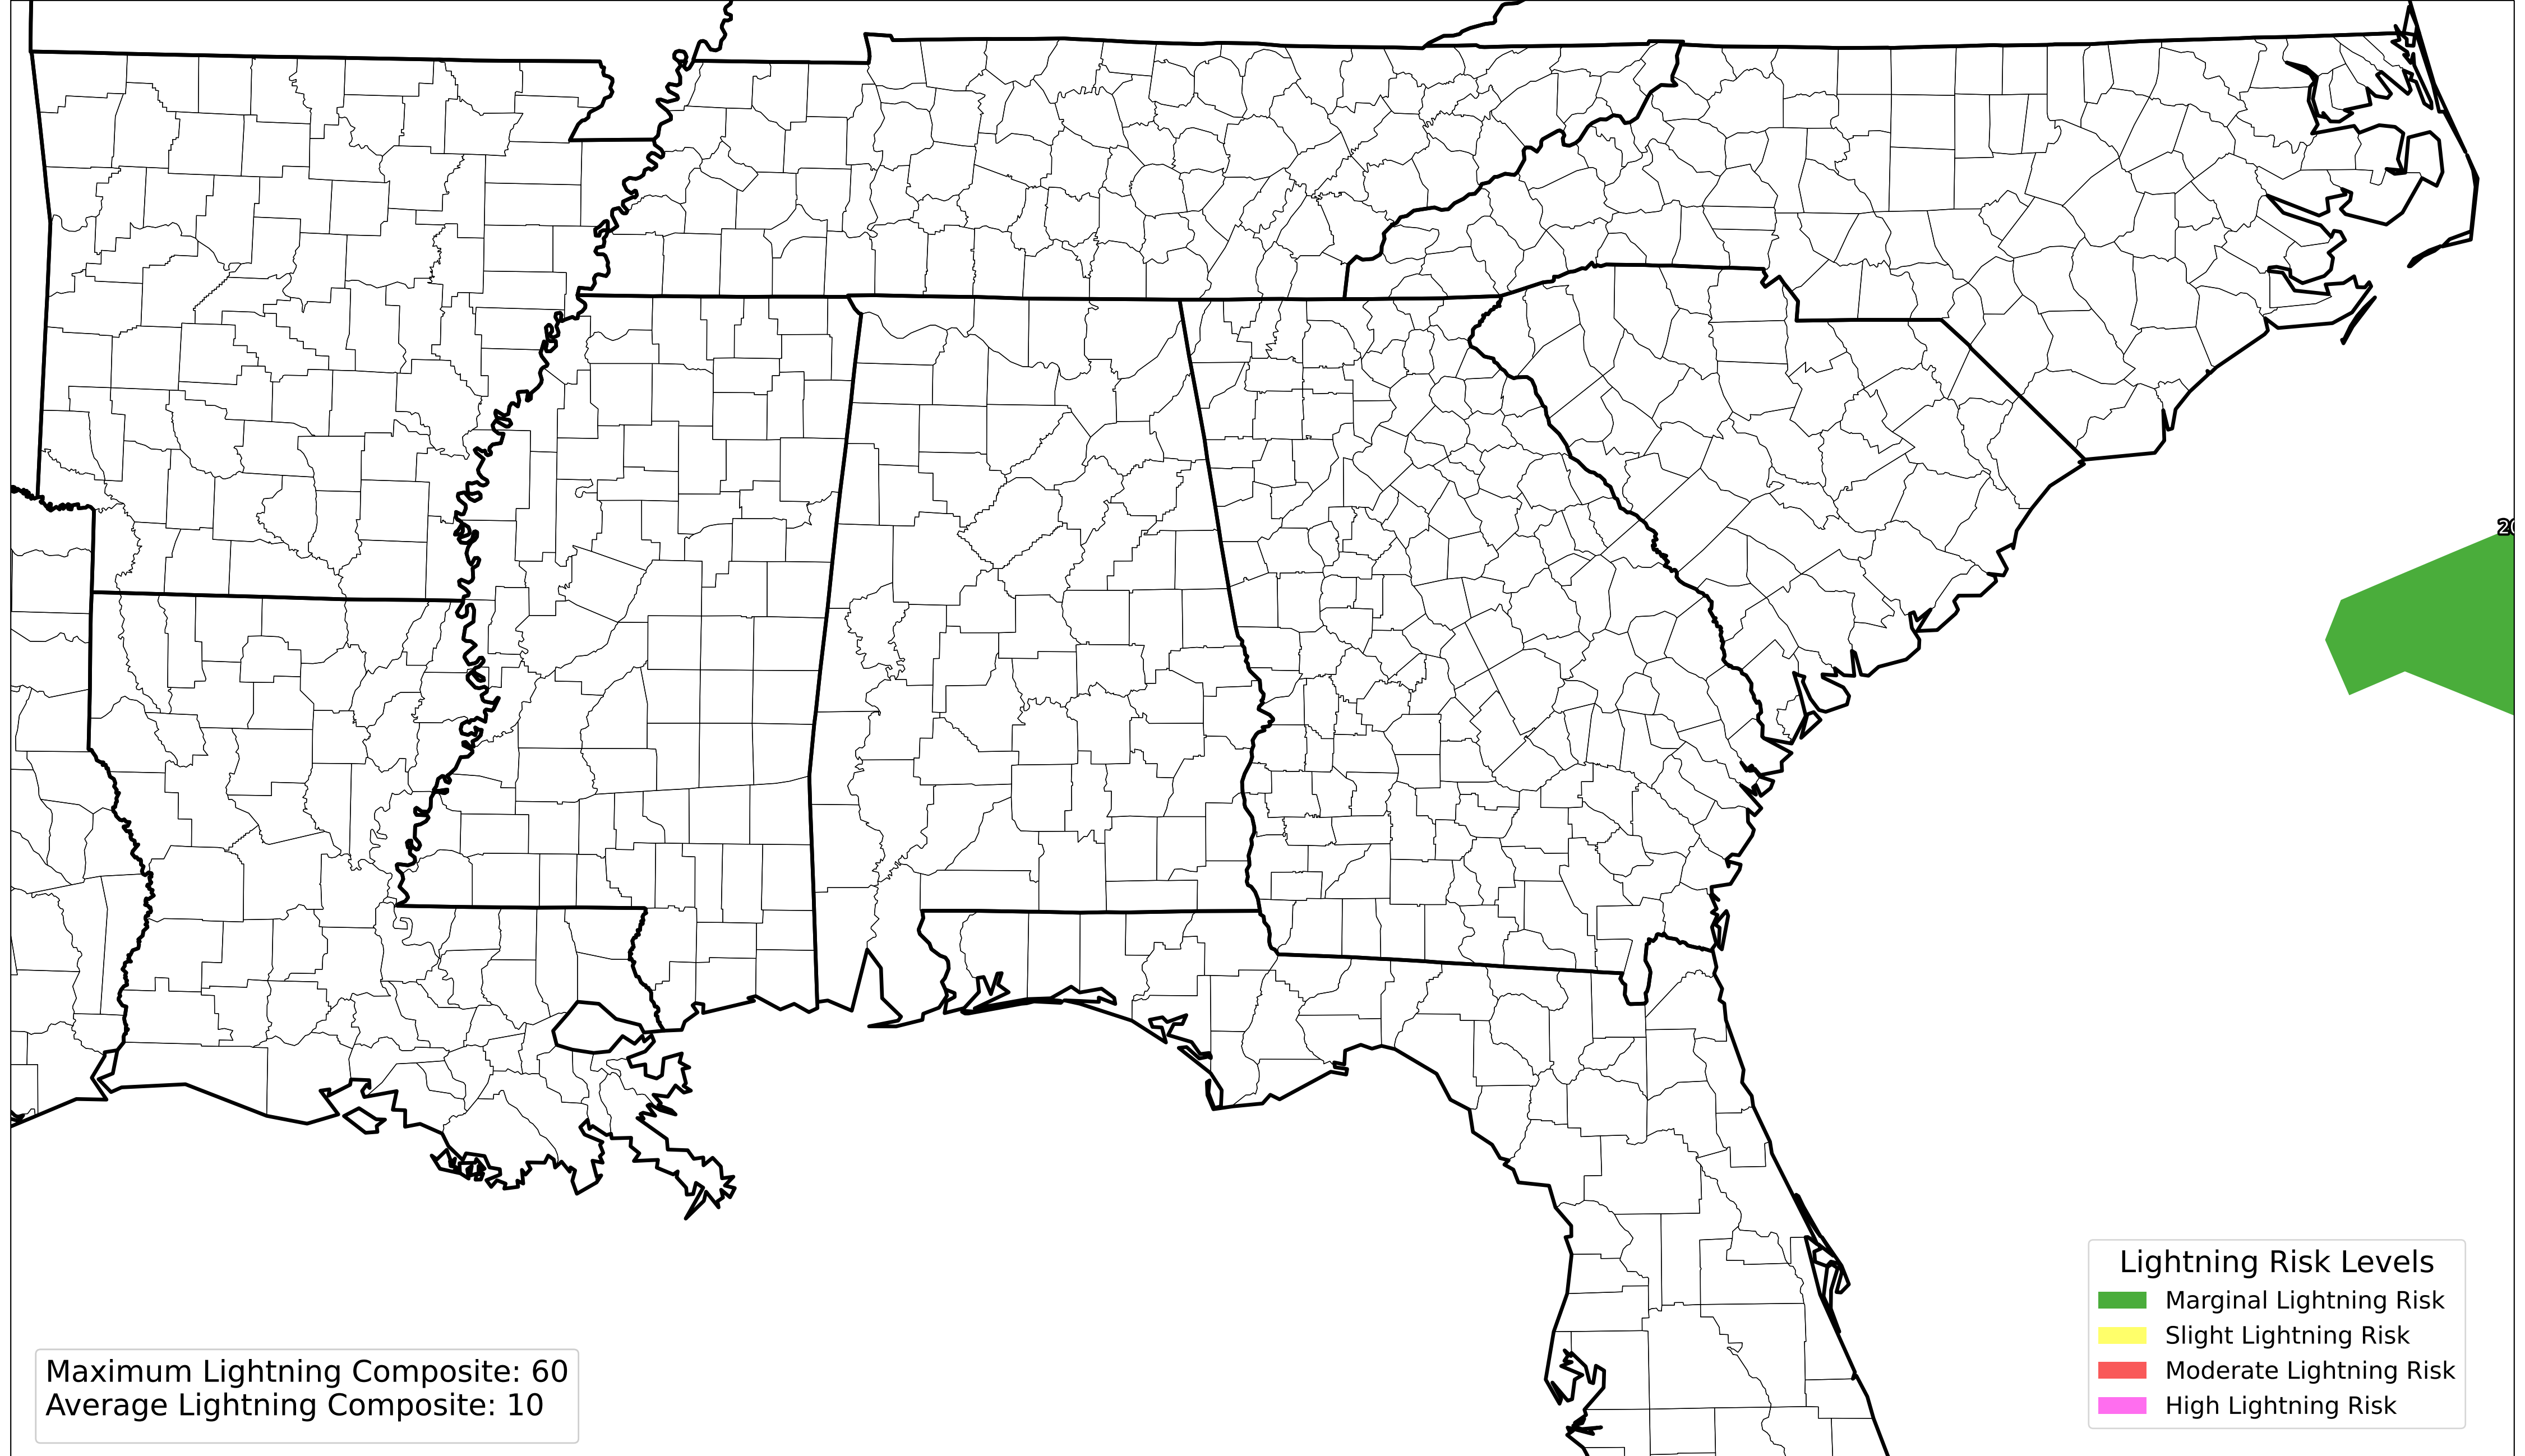 Lightning Risk Levels
Marginal Lightning Risk
Slight Lightning Risk
Moderate Lightning Risk
High Lightning Risk
Maximum Lightning Composite: 60
Average Lightning Composite: 10